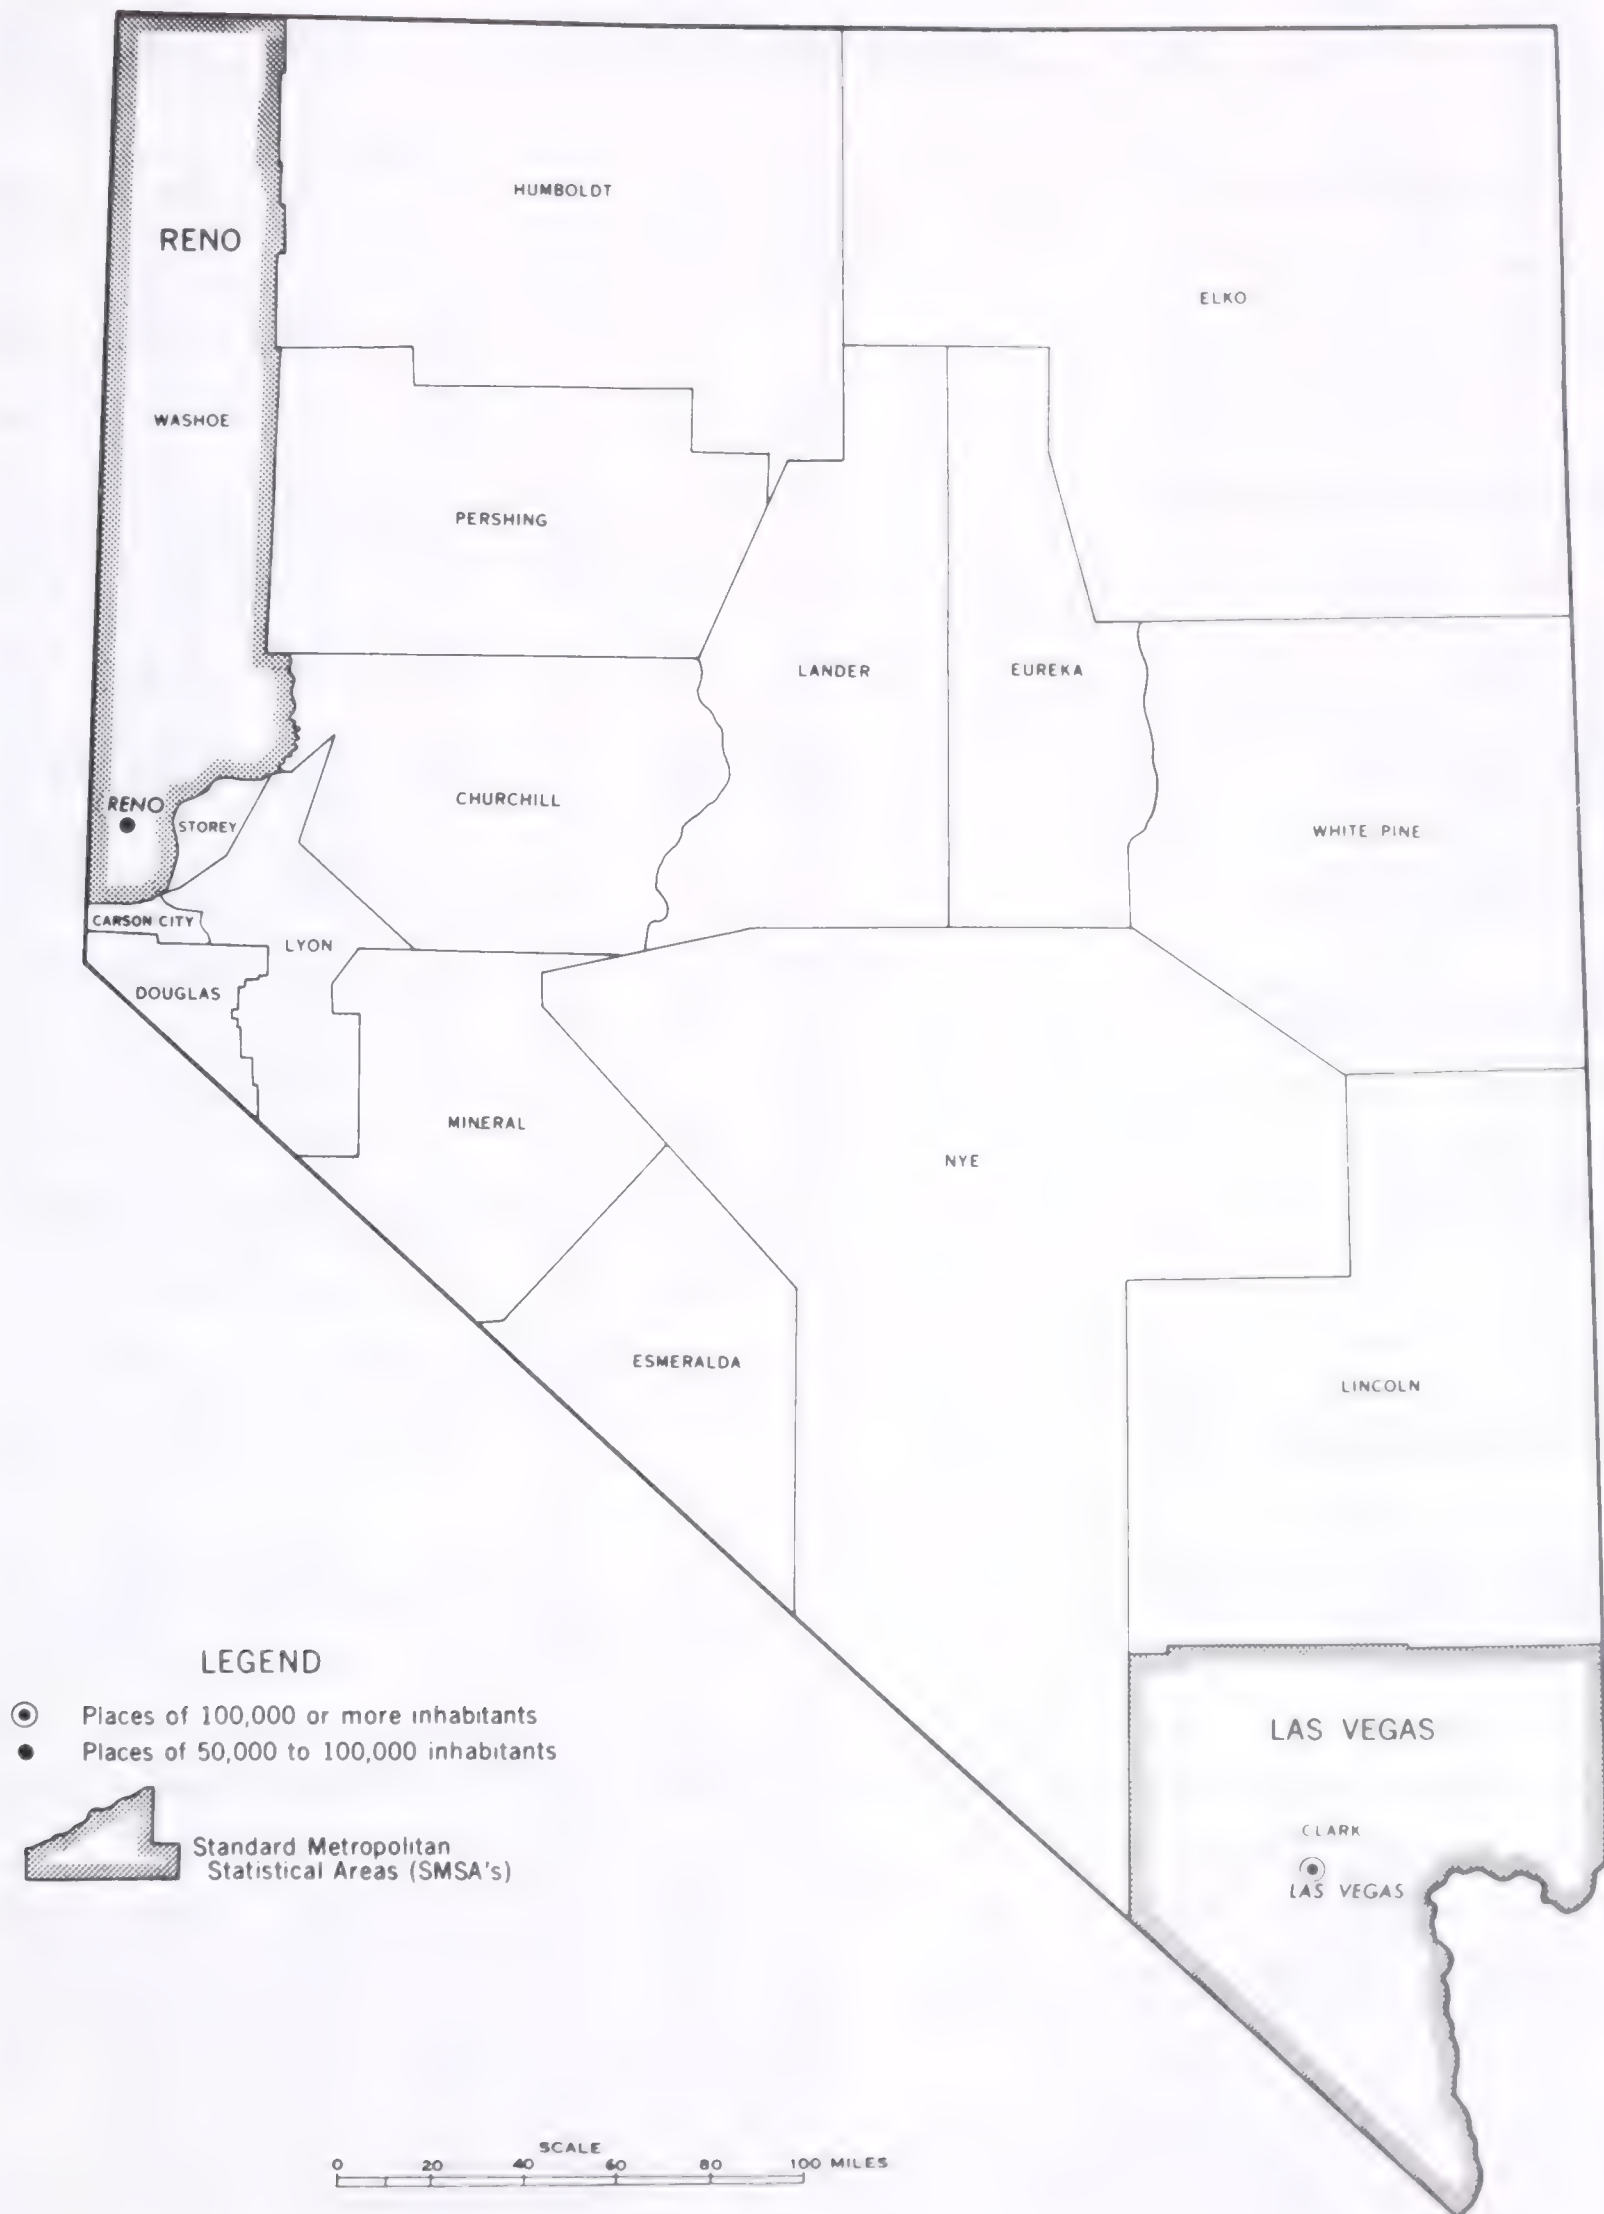 HUMBOLDT
RENO
ELKO
WASHOE
PERSHING
LANDER
EUREKA
RENO
CHURCHILL
STOREY
WHITE PINE
CARSON CITY
LYON
DOUGLAS
MINERAL
NYE
ESMERALDA
LINCOLN
LEGEND
Places of 100,000 or more inhabitants
Places of 50,000 to 100,000 inhabitants
Standard Metropolitan
Statistical Areas (SMSA's)
LAS VEGAS
CLARK
LAS VEGAS
SCALE
0 20 40 60 80 100 MILES